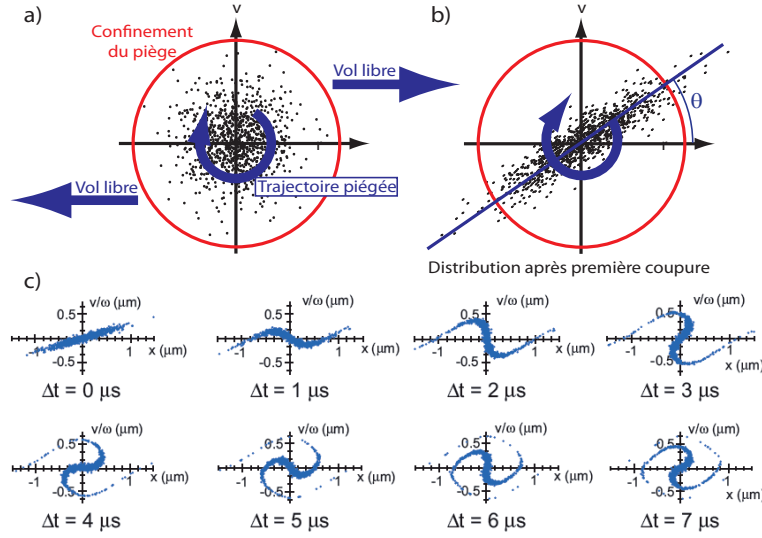 a)
v
Confinement
du piège
Vol libre
Vol libre
Trajectoire piégée
r
b)
θ
r
Distribution après première coupure
c)
v/ω (μm)
0.5
-1
1
-0.5
x (μm)
Δt = 0 μs
v/ω (μm)
0.5
-1
1
-0.5
x (μm)
Δt = 1 μs
v/ω (μm)
0.5
-1
1
-0.5
x (μm)
Δt = 2 μs
v/ω (μm)
0.5
-1
1
-0.5
x (μm)
Δt = 3 μs
v/ω (μm)
0.5
-1
1
-0.5
x (μm)
Δt = 4 μs
v/ω (μm)
0.5
-1
1
-0.5
x (μm)
Δt = 5 μs
v/ω (μm)
0.5
-1
1
-0.5
x (μm)
Δt = 6 μs
v/ω (μm)
0.5
-1
1
-0.5
x (μm)
Δt = 7 μs